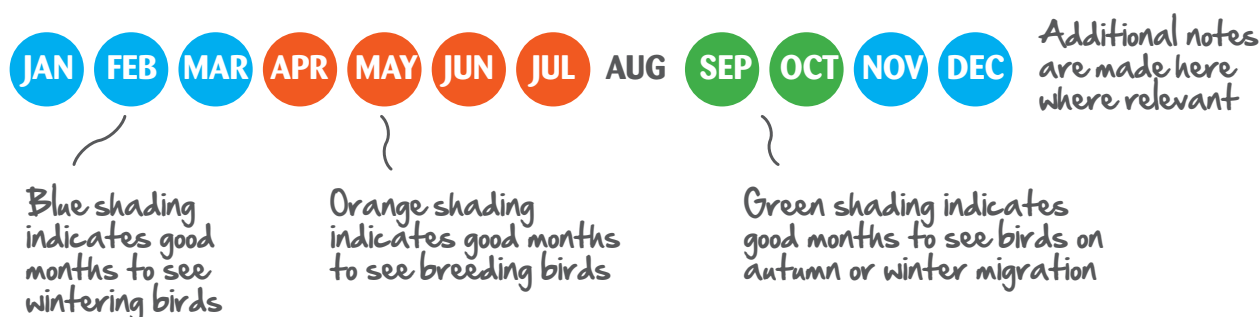 JAN FEB MAR APR MAY JUN JUL AUG SEP OCT NOV DEC
Additional notes
are made here
where relevant
Blue shading
indicates good
months to see
wintering birds
Orange shading
indicates good months
to see breeding birds
Green shading indicates
good months to see birds on
autumn or winter migration